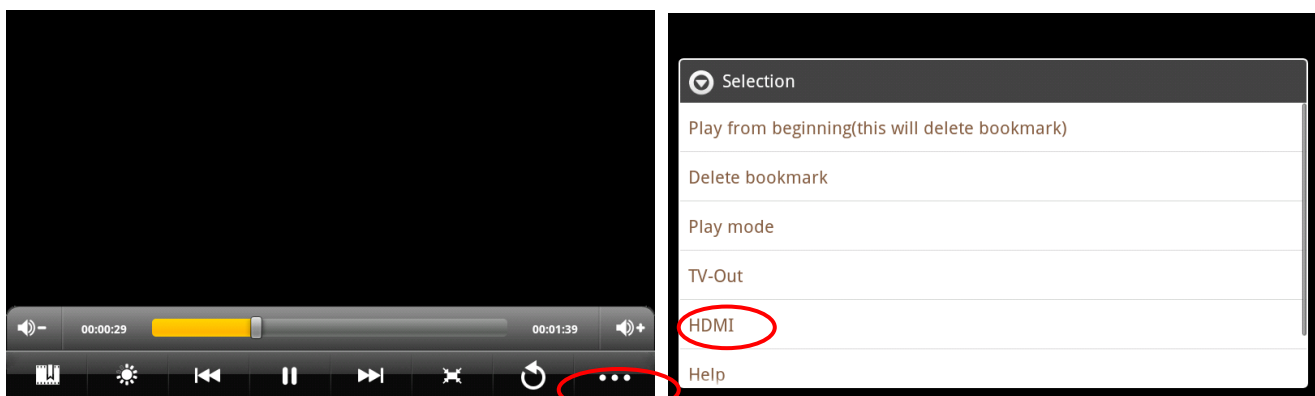 00:00:29
00:01:39
Selection
Play from beginning(this will delete bookmark)
Delete bookmark
Play mode
TV-Out
HDMI
Help